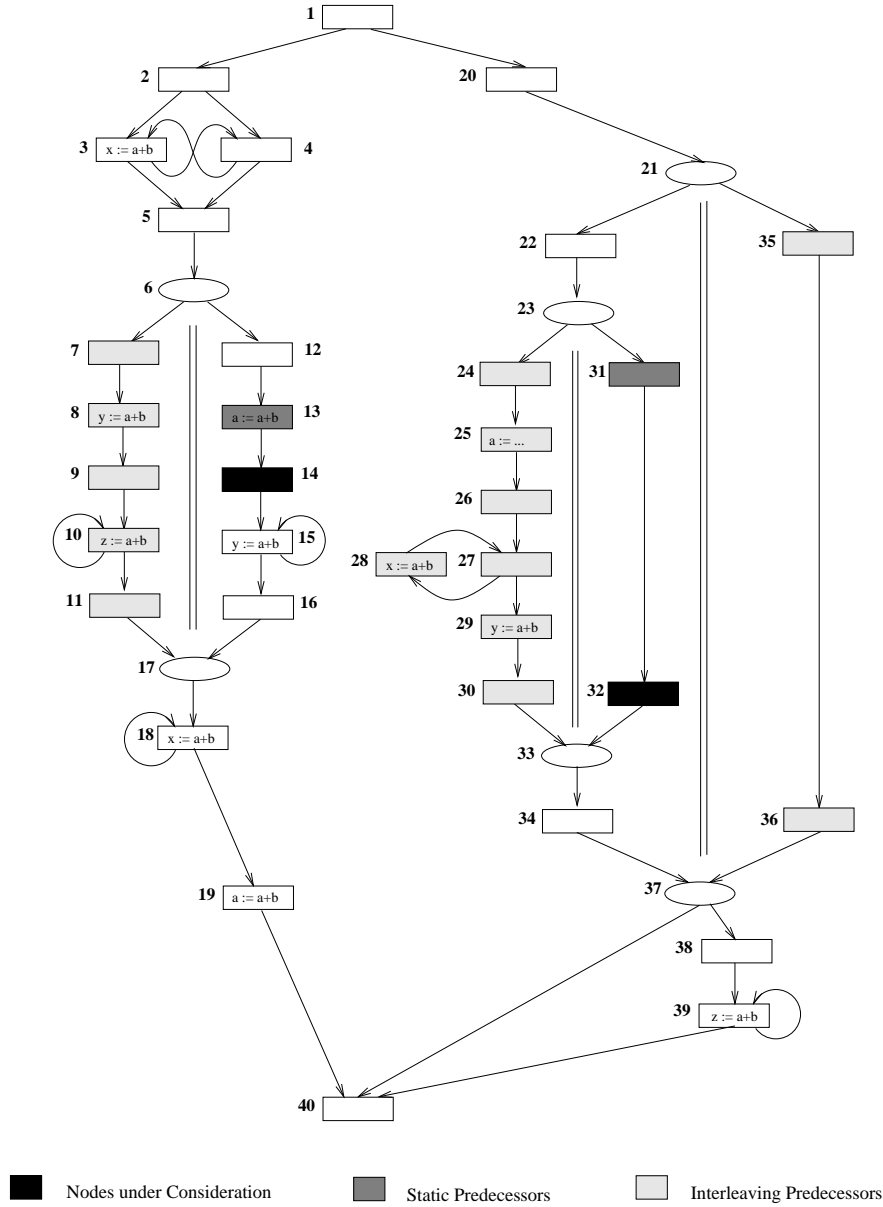 1
2
20
3
x := a+b
4
21
5
22
35
6
23
7
12
24
31
8
y := a+b
a := a+b
13
25
a := ...
9
14
26
10
z := a+b
y := a+b
15
28
x := a+b
27
11
16
29
y := a+b
17
30
32
18
x := a+b
33
34
36
19
a := a+b
37
38
39
z := a+b
40
Nodes under Consideration
Static Predecessors
Interleaving Predecessors